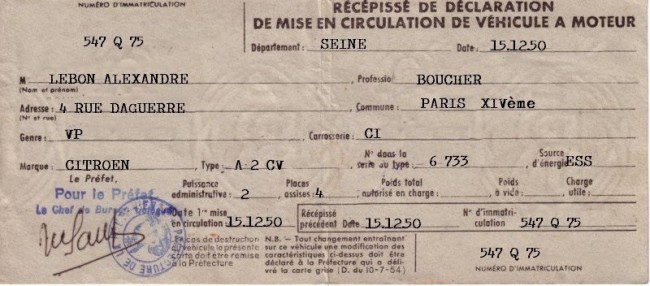 NUMÉRO D'IMMATRICULATION
547 Q 75
RÉCÉPISSÉ DE DÉCLARATION
DE MISE EN CIRCULATION DE VÉHICULE A MOTEUR
Département : SEINE Date : 15.12.50
M LEBON ALEXANDRE Professio BOUCHER
(Nom et prénom)
Adresse : 4 RUE DAGUERRE Commune : PARIS XIVème
(N° et rue)
Genre : VP Carrosserie : CI
Marque : CITROEN Type A 2 CV N° dans la série du type 6 733 Source d'énergie ESS
Le Préfet, Puissance administrative : 2 Places assises : 4 Poids total autorisé en charge : Poids à vide : Charge utile :
Pour le Préfet
Le Chef de Bureau
Date 1re mise en circulation 15.12.50 Récépissé précédent Date 15.12.50 N° d'immatriculation 547 Q 75
En cas de destruction du véhicule la présente carte doit être remise à la Préfecture
N.B. - Tout changement entraînant sur ce véhicule une modification des caractéristiques ci-dessus doit être déclaré à la Préfecture qui a délivré la carte grise (D. du 10-7-54)
547 Q 75
NUMÉRO D'IMMATRICULATION